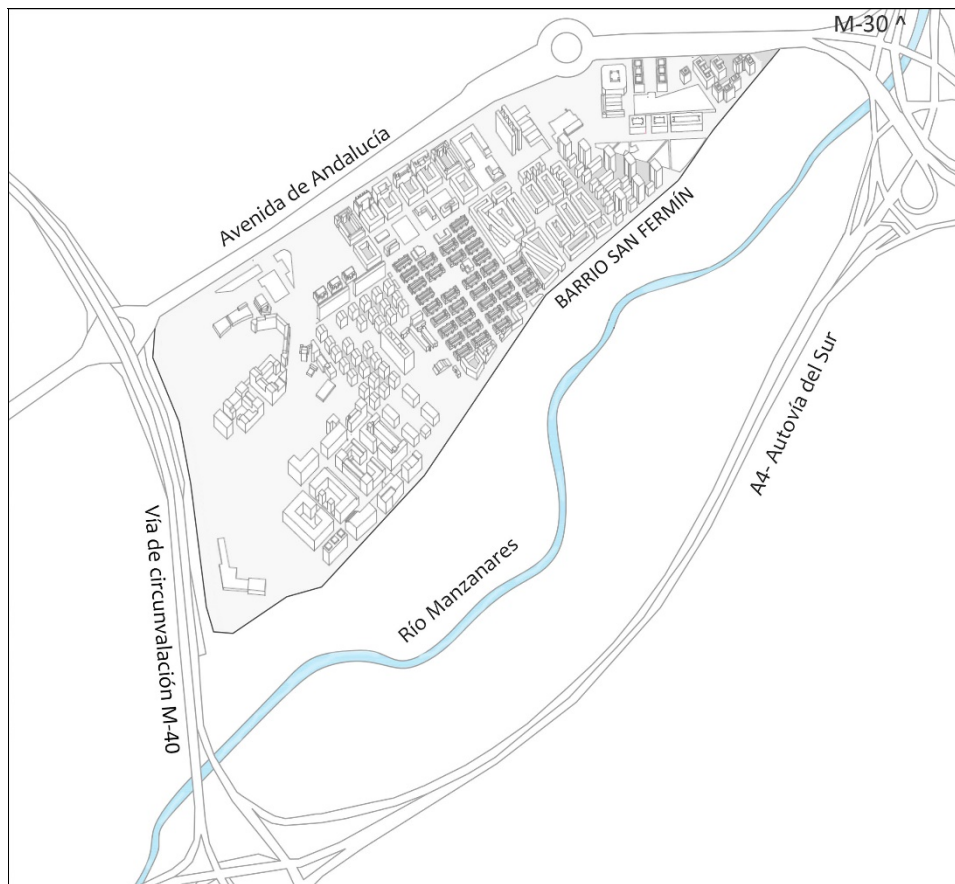 M-30 ^
Avenida de Andalucía
BARRIO SAN FERMÍN
A4- Autovía del Sur
Río Manzanares
Vía de circunvalación M-40